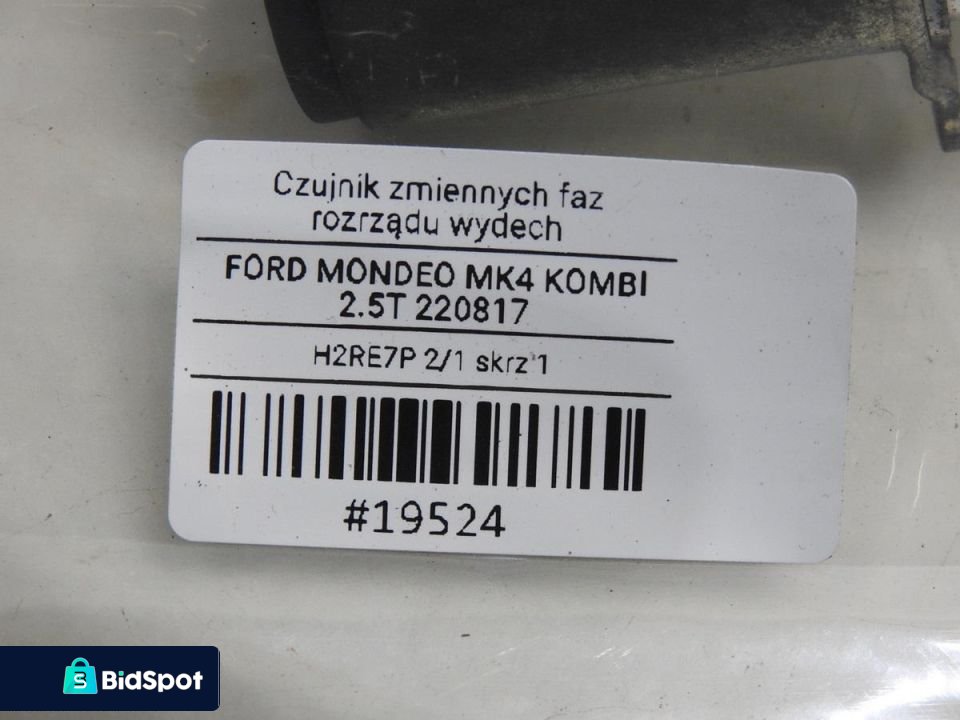 Czujnik zmiennych faz
rozrządu wydech
FORD MONDEO MK4 KOMBI
2.5T 220817
H2RE7P 2/1 skrz 1
#19524
S BidSpot